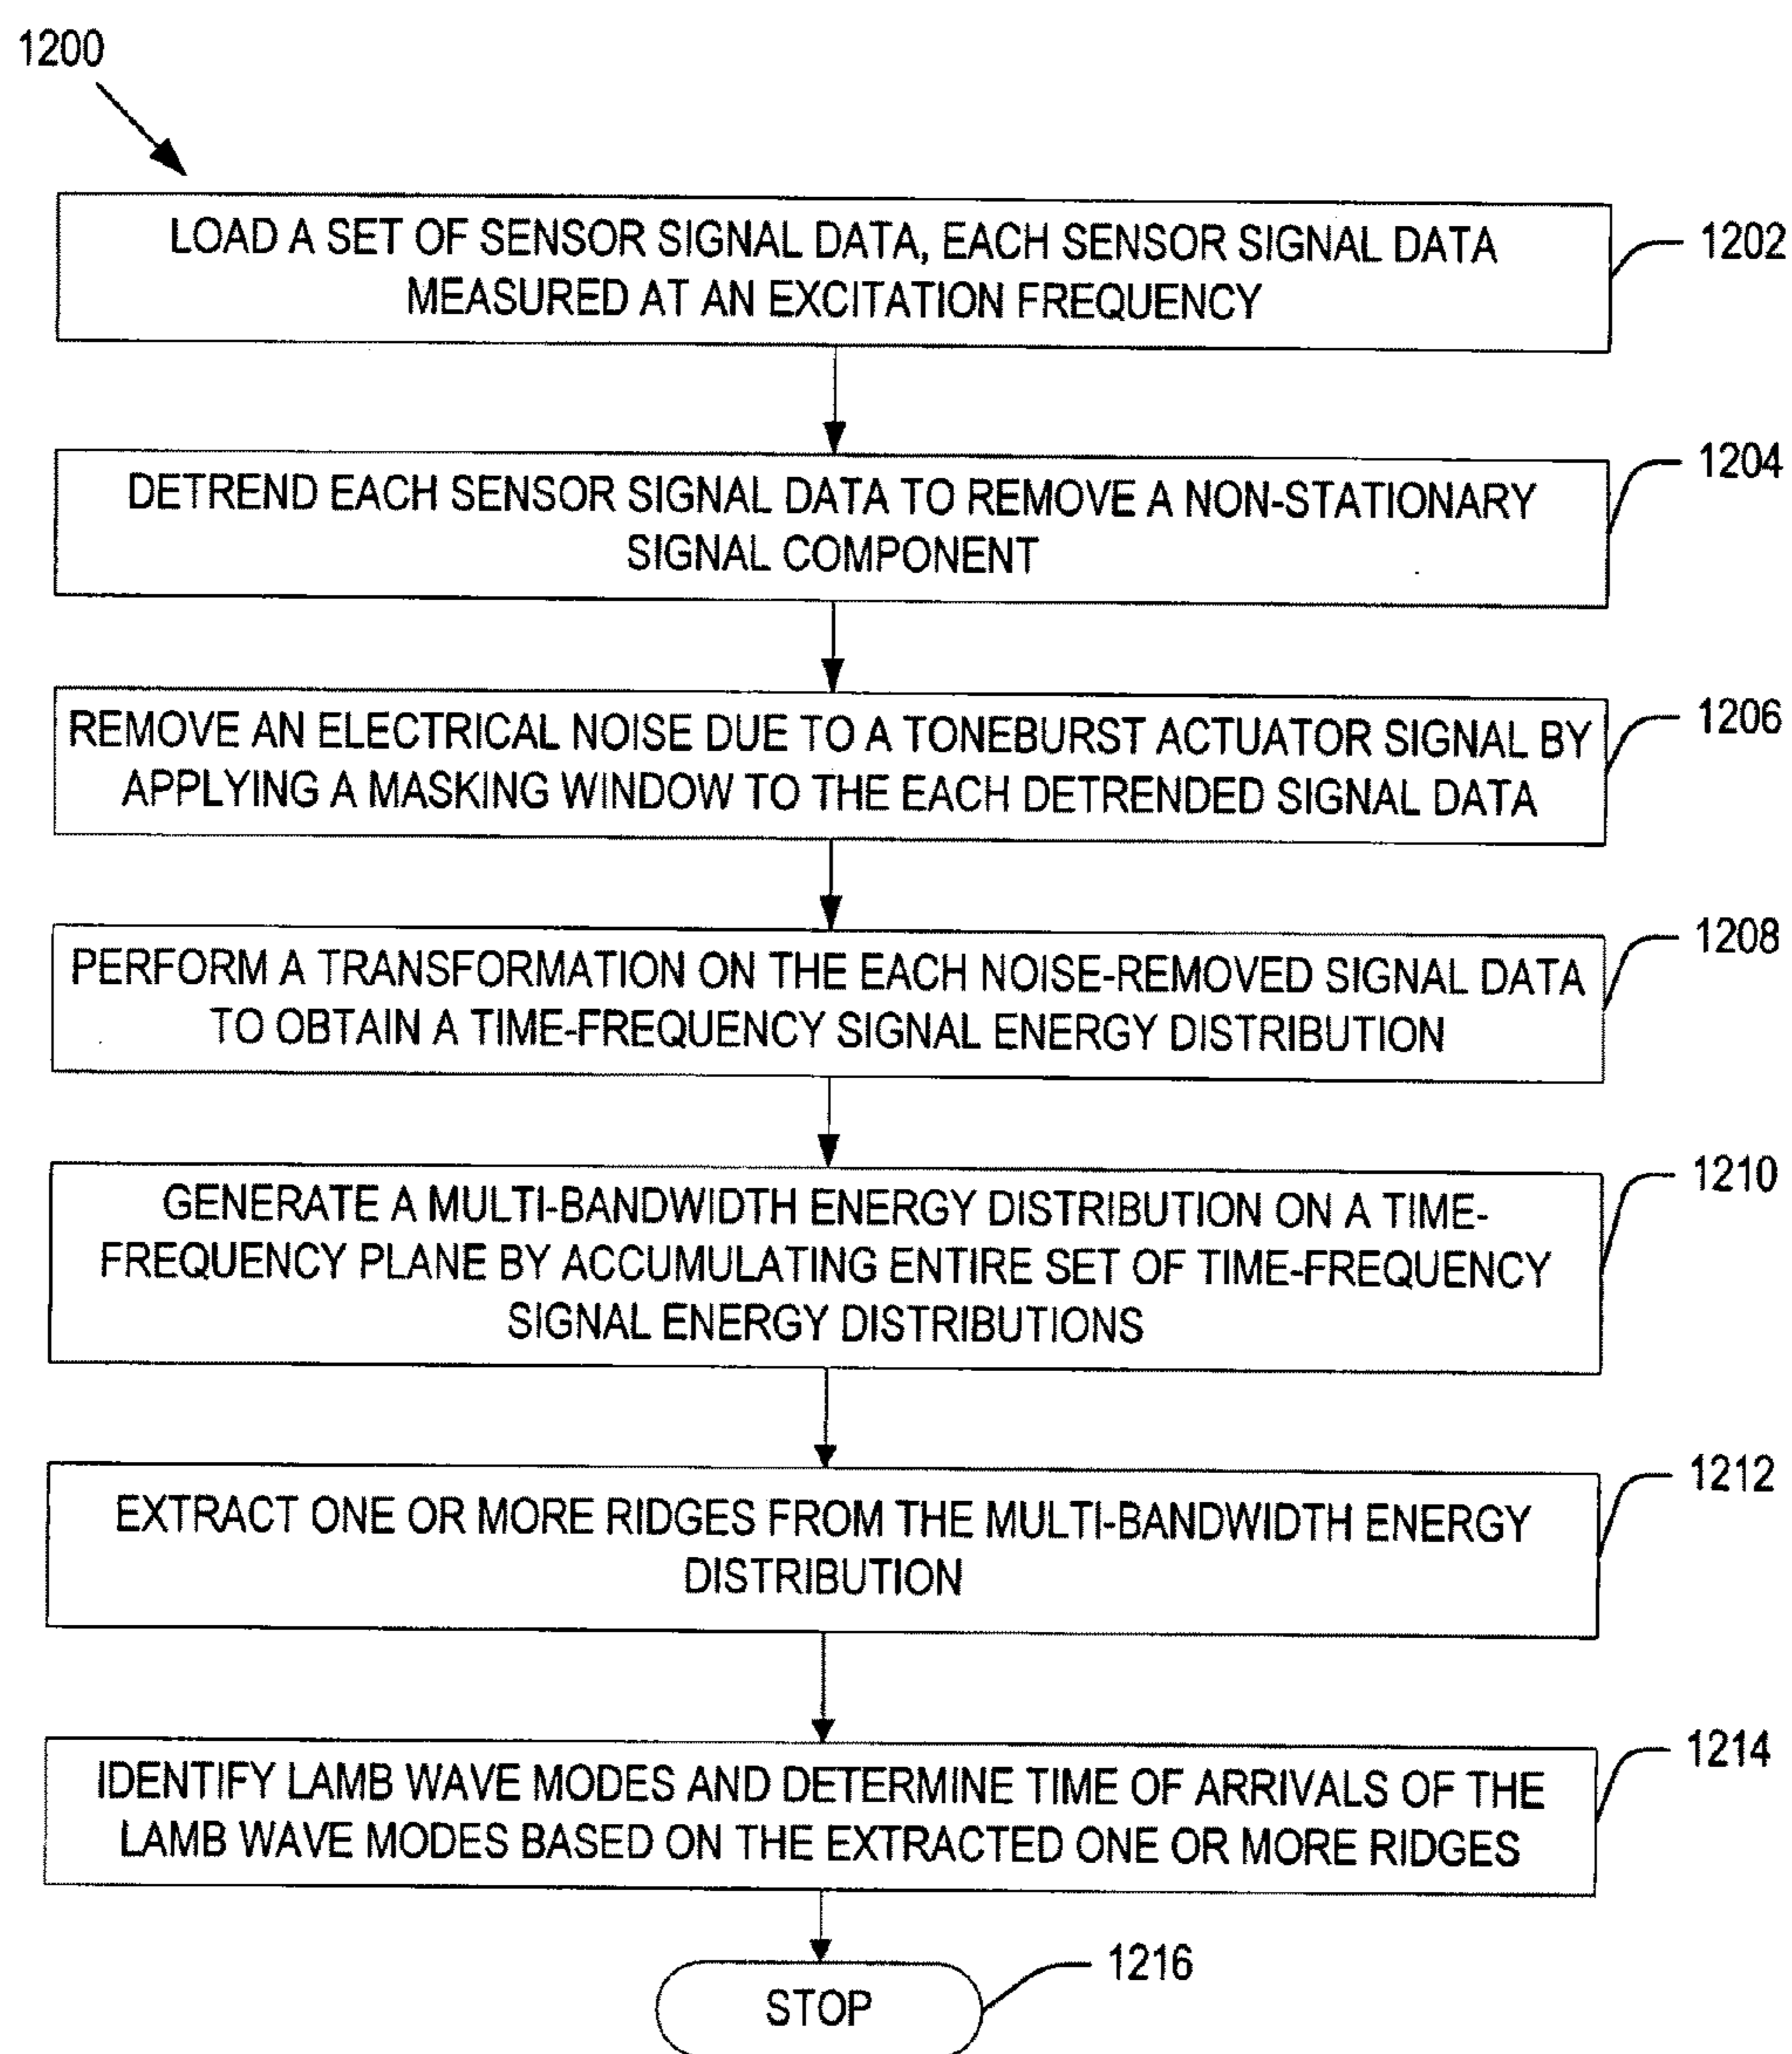 1200
LOAD A SET OF SENSOR SIGNAL DATA, EACH SENSOR SIGNAL DATA
MEASURED AT AN EXCITATION FREQUENCY
1202
DETREND EACH SENSOR SIGNAL DATA TO REMOVE A NON-STATIONARY
SIGNAL COMPONENT
1204
REMOVE AN ELECTRICAL NOISE DUE TO A TONEBURST ACTUATOR SIGNAL BY
APPLYING A MASKING WINDOW TO THE EACH DETRENDED SIGNAL DATA
1206
PERFORM A TRANSFORMATION ON THE EACH NOISE-REMOVED SIGNAL DATA
TO OBTAIN A TIME-FREQUENCY SIGNAL ENERGY DISTRIBUTION
1208
GENERATE A MULTI-BANDWIDTH ENERGY DISTRIBUTION ON A TIME-
FREQUENCY PLANE BY ACCUMULATING ENTIRE SET OF TIME-FREQUENCY
SIGNAL ENERGY DISTRIBUTIONS
1210
EXTRACT ONE OR MORE RIDGES FROM THE MULTI-BANDWIDTH ENERGY
DISTRIBUTION
1212
IDENTIFY LAMB WAVE MODES AND DETERMINE TIME OF ARRIVALS OF THE
LAMB WAVE MODES BASED ON THE EXTRACTED ONE OR MORE RIDGES
1214
STOP
1216